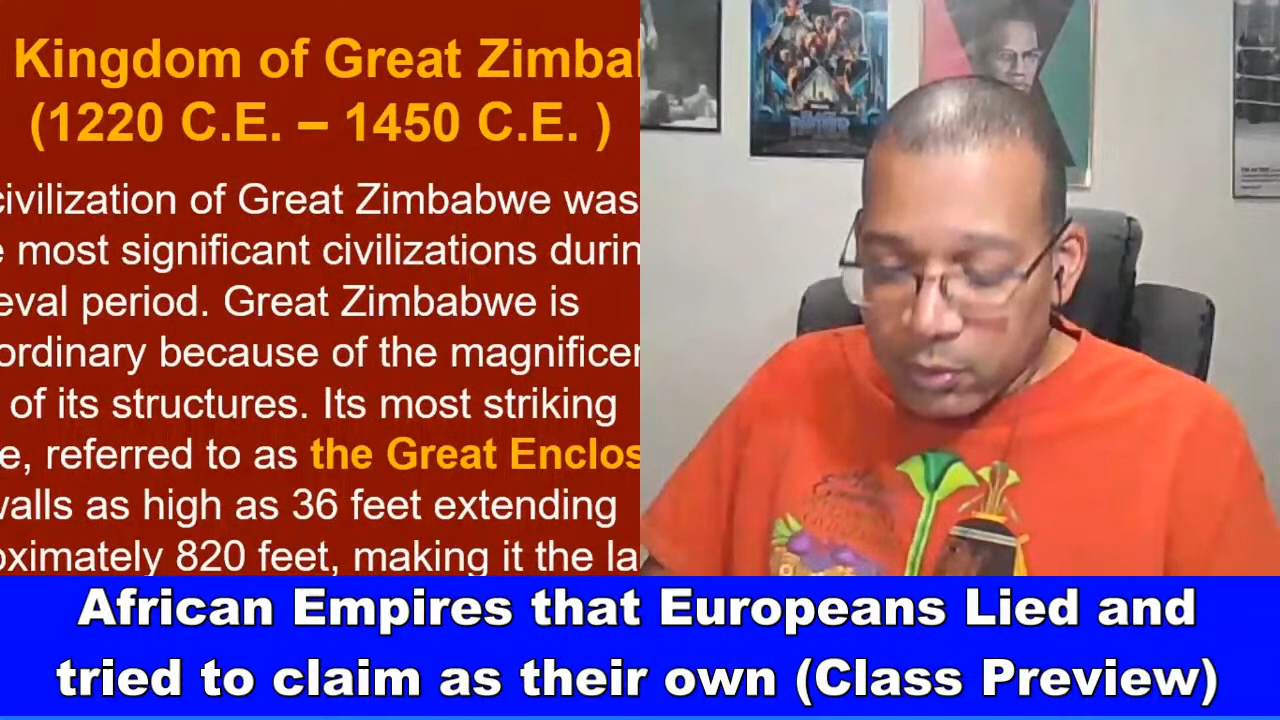 Kingdom of Great Zimbal
(1220 C.E. – 1450 C.E. )
civilization of Great Zimbabwe was
most significant civilizations durin
eval period. Great Zimbabwe is
ordinary because of the magnificen
of its structures. Its most striking
e, referred to as the Great Enclos
walls as high as 36 feet extending
oximately 820 feet, making it the la
African Empires that Europeans Lied and
tried to claim as their own (Class Preview)